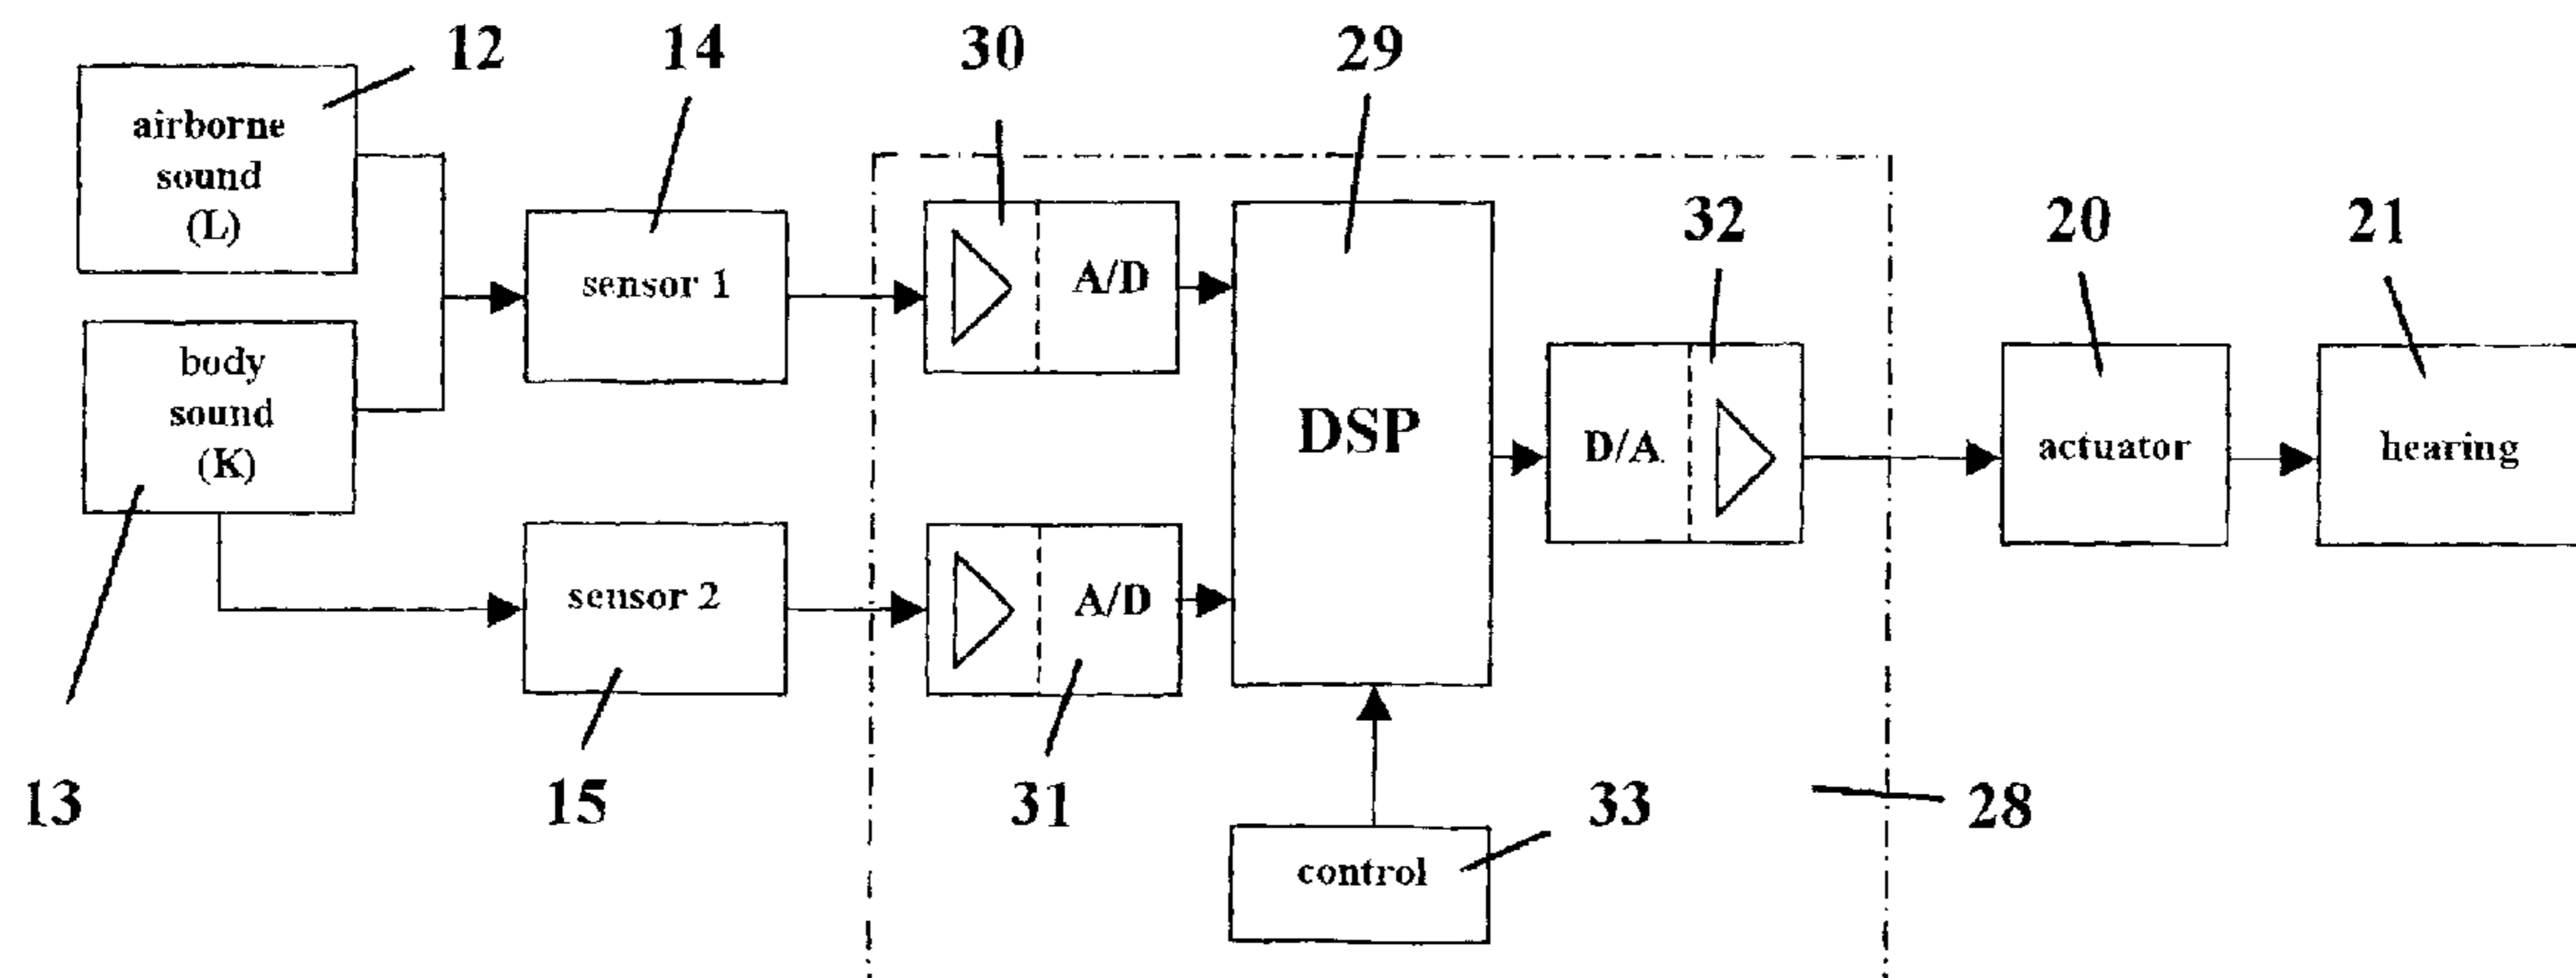 12
14
30
29
airborne
sound
(L)
32
20
21
sensor 1
A/D
body
sound
(K)
DSP
D/A
actuator
hearing
sensor 2
A/D
13
15
31
33
28
control